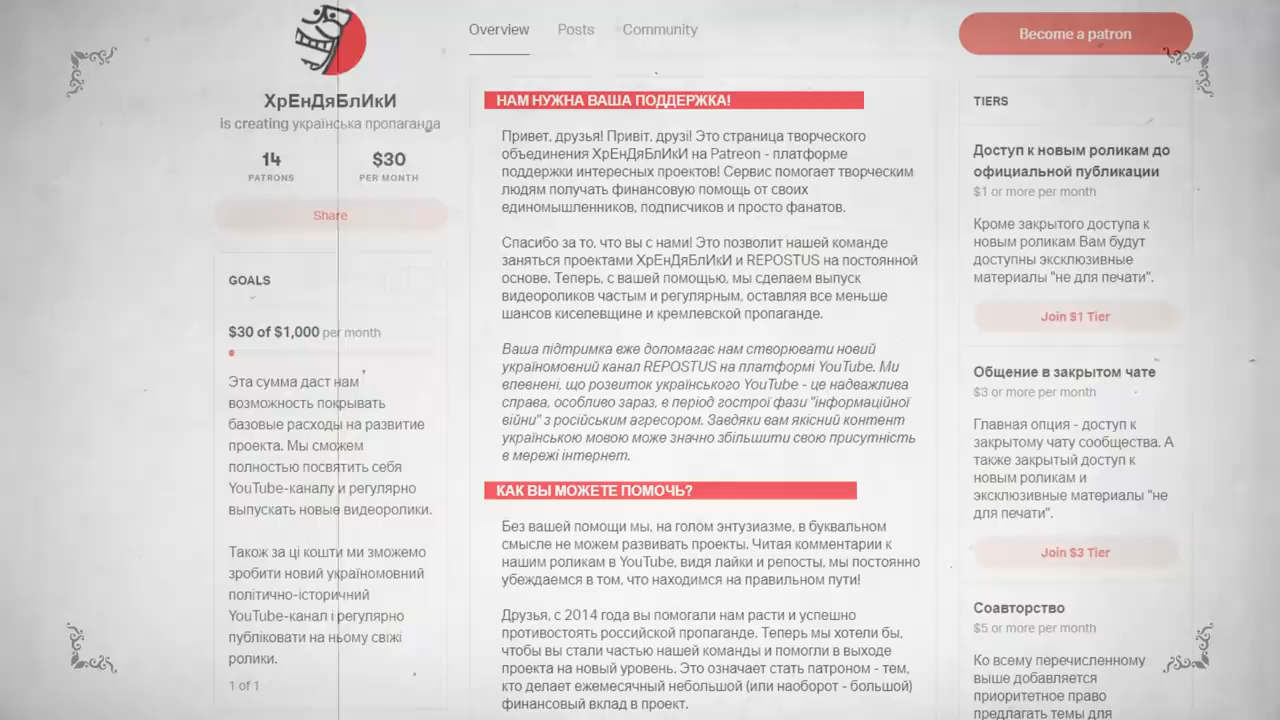 Overview
Posts
Community
Become a patron
ХрЕнДяБлИкИ
is creating українська пропаганда
14
PATRONS
$30
PER MONTH
Share
GOALS
$30 of $1,000 per month
Эта сумма даст нам
возможность покрывать
базовые расходы на развитие
проекта. Мы сможем
полностью посвятить себя
YouTube-каналу и регулярно
выпускать новые видеоролики.
Також за ці кошти ми зможемо
зробити новий україномовний
політично-історичний
YouTube-канал і регулярно
публіковати на ньому свіжі
ролики.
1 of 1
НАМ НУЖНА ВАША ПОДДЕРЖКА!
Привет, друзья! Привіт, друзі! Это страница творческого
объединения ХрЕнДяБлИкИ на Patreon - платформе
поддержки интересных проектов! Сервис помогает творческим
людям получать финансовую помощь от своих
единомышленников, подписчиков и просто фанатов.
Спасибо за то, что вы с нами! Это позволит нашей команде
заняться проектами ХрЕнДяБлИкИ и REPOSTUS на постоянной
основе. Теперь, с вашей помощью, мы сделаем выпуск
видеороликов частым и регулярным, оставляя все меньше
шансов киселевщине и кремлевской пропаганде.
Ваша підтримка вже допомагає нам створювати новий
україномовний канал REPOSTUS на платформі YouTube. Ми
впевнені, що розвиток українського YouTube - це надважлива
справа, особливо зараз, в період гострої фази "інформаційної
війни" з російським агресором. Завдяки вам якісний контент
українською мовою може значно збільшити свою присутність
в мережі інтернет.
КАК ВЫ МОЖЕТЕ ПОМОЧЬ?
Без вашей помощи мы, на голом энтузиазме, в буквальном
смысле не можем развивать проекты. Читая комментарии к
нашим роликам в YouTube, видя лайки и репосты, мы постоянно
убеждаемся в том, что находимся на правильном пути!
Друзья, с 2014 года вы помогали нам расти и успешно
противостоять российской пропаганде. Теперь мы хотели бы,
чтобы вы стали частью нашей команды и помогли в выходе
проекта на новый уровень. Это означает стать патроном - тем,
кто делает ежемесячный небольшой (или наоборот - большой)
финансовый вклад в проект.
TIERS
Доступ к новым роликам до
официальной публикации
$1 or more per month
Кроме закрытого доступа к
новым роликам Вам будут
доступны эксклюзивные
материалы "не для печати".
Join $1 Tier
Общение в закрытом чате
$3 or more per month
Главная опция - доступ к
закрытому чату сообщества. А
также закрытый доступ к
новым роликам и
эксклюзивные материалы "не
для печати".
Join $3 Tier
Соавторство
$5 or more per month
Ко всему перечисленному
выше добавляется
приоритетное право
предлагать темы для